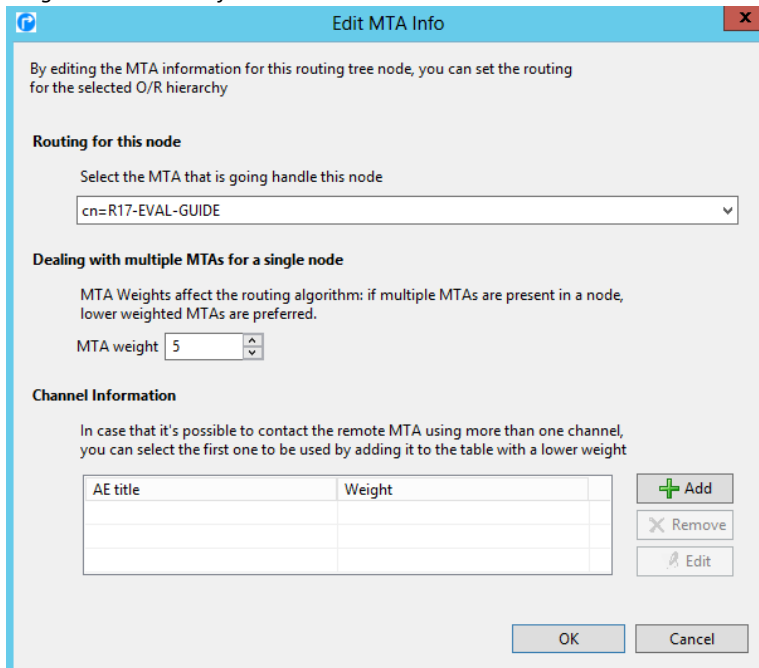 Edit MTA Info
x
By editing the MTA information for this routing tree node, you can set the routing
for the selected O/R hierarchy
Routing for this node
Select the MTA that is going handle this node
cn=R17-EVAL-GUIDE
Dealing with multiple MTAs for a single node
MTA Weights affect the routing algorithm: if multiple MTAs are present in a node,
lower weighted MTAs are preferred.
MTA weight 5
Channel Information
In case that it's possible to contact the remote MTA using more than one channel,
you can select the first one to be used by adding it to the table with a lower weight
AE title Weight
Add
Remove
Edit
OK Cancel